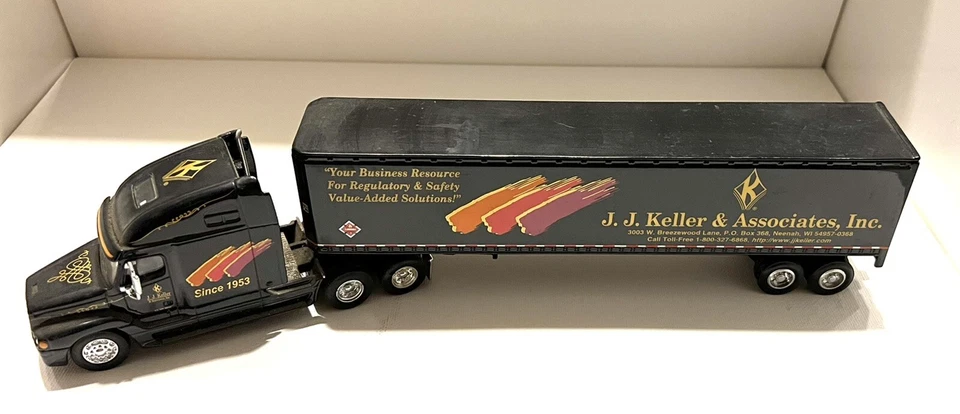 "Your Business Resource
For Regulatory & Safety
Value-Added Solutions!"
K
J. J. Keller & Associates, Inc.
3003 W. Breezewood Lane, P.O. Box 368, Neenah, WI 54957-0368
Call Toll-Free 1-800-327-6868, http://www.jjkeller.com
K
J. J. Keller
Since 1953